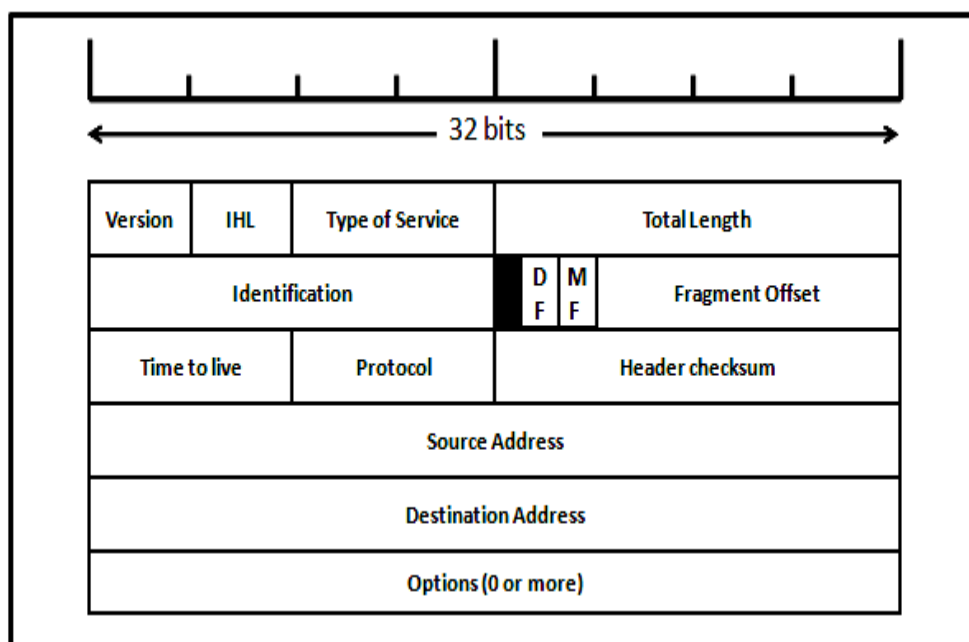 32 bits
Version IHL Type of Service Total Length
Identification D F M F Fragment Offset
Time to live Protocol Header checksum
Source Address
Destination Address
Options (0 or more)